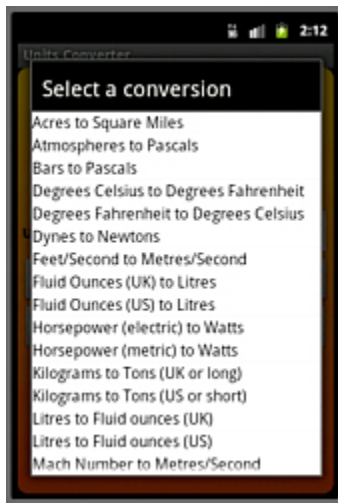 2:12
Units Converter
Select a conversion
Acres to Square Miles
Atmospheres to Pascals
Bars to Pascals
Degrees Celsius to Degrees Fahrenheit
Degrees Fahrenheit to Degrees Celsius
Dynes to Newtons
Feet/Second to Metres/Second
Fluid Ounces (UK) to Litres
Fluid Ounces (US) to Litres
Horsepower (electric) to Watts
Horsepower (metric) to Watts
Kilograms to Tons (UK or long)
Kilograms to Tons (US or short)
Litres to Fluid ounces (UK)
Litres to Fluid ounces (US)
Mach Number to Metres/Second